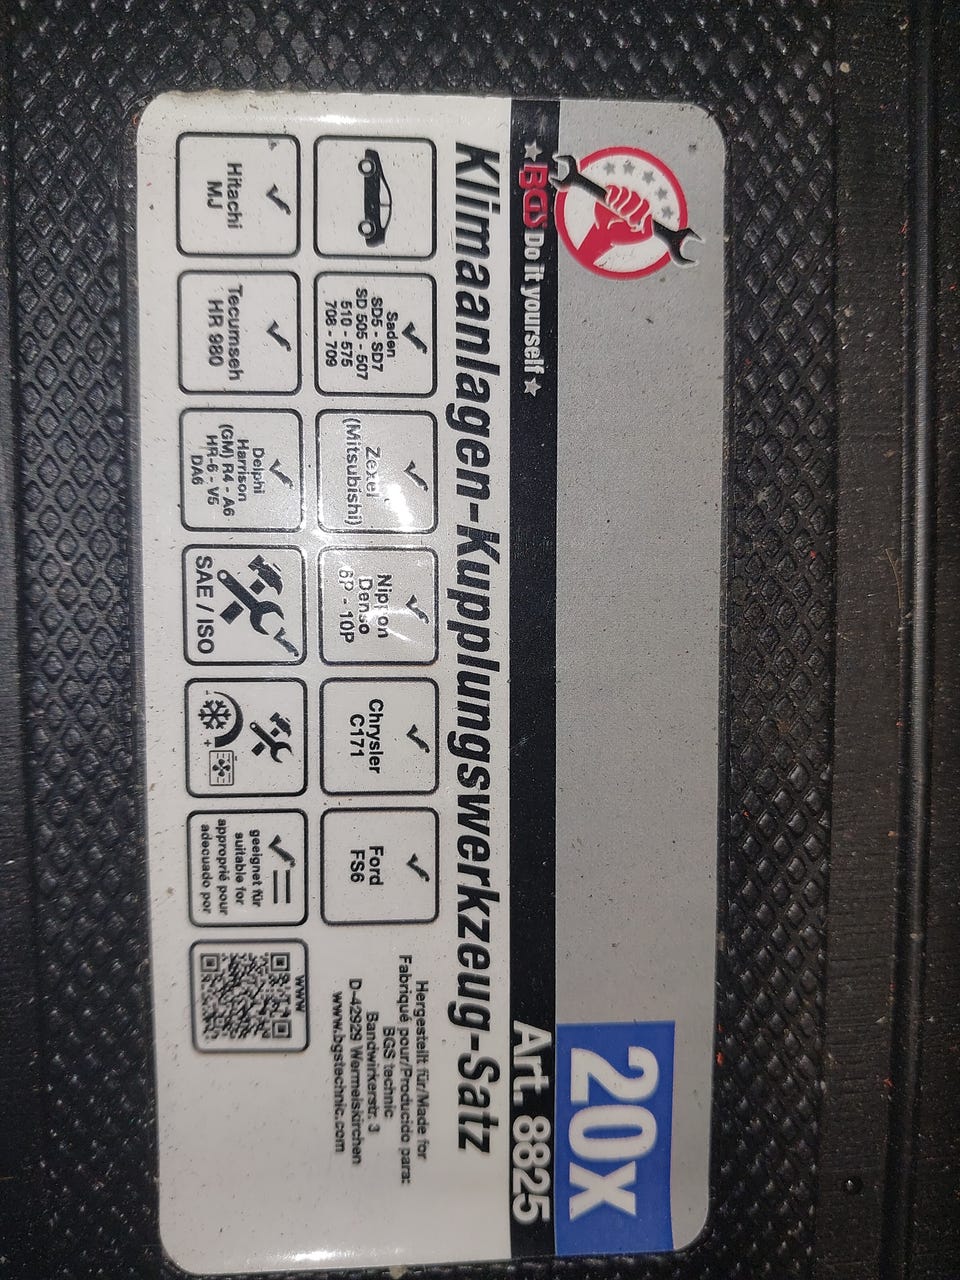 20x
★ BGS Do it yourself ★
Art. 8825
Klimaanlagen-Kupplungswerkzeug-Satz
Saden
SD5 - SD7
SD 505 - 507
510 - 575
708 - 709
Zexel
(Mitsubishi)
Nippon
Denso
6P - 10P
Chrysler
C171
Ford
FS6
Hergestellt für/Made for
Fabriqué pour/Producido para:
BGS technic
Bandwirkerstr. 3
D-42929 Wermelskirchen
www.bgstechnic.com
Hitachi
MJ
Tecumseh
HR 980
Delphi
Harrison
(GM) R4 - A6
HR-6 - V5
DA6
SAE / ISO
geeignet für
suitable for
approprié pour
adecuado por
www